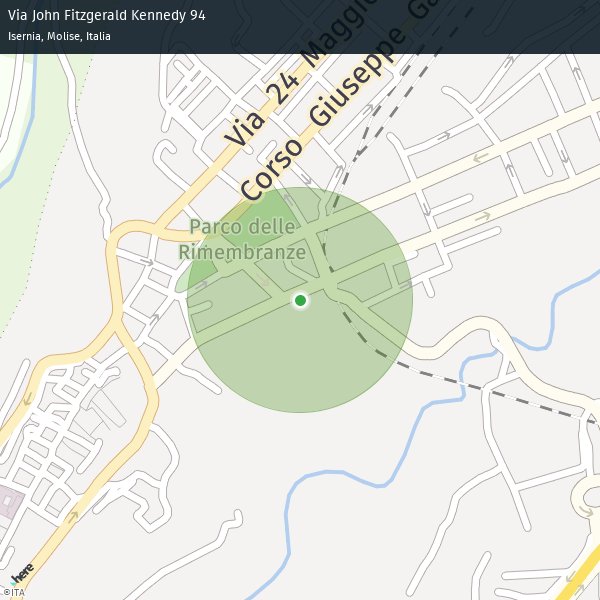 Via John Fitzgerald Kennedy 94
Isernia, Molise, Italia
Via 24 Maggio
Corso Giuseppe Ga
Parco delle
Rimembranze
here
©ITA